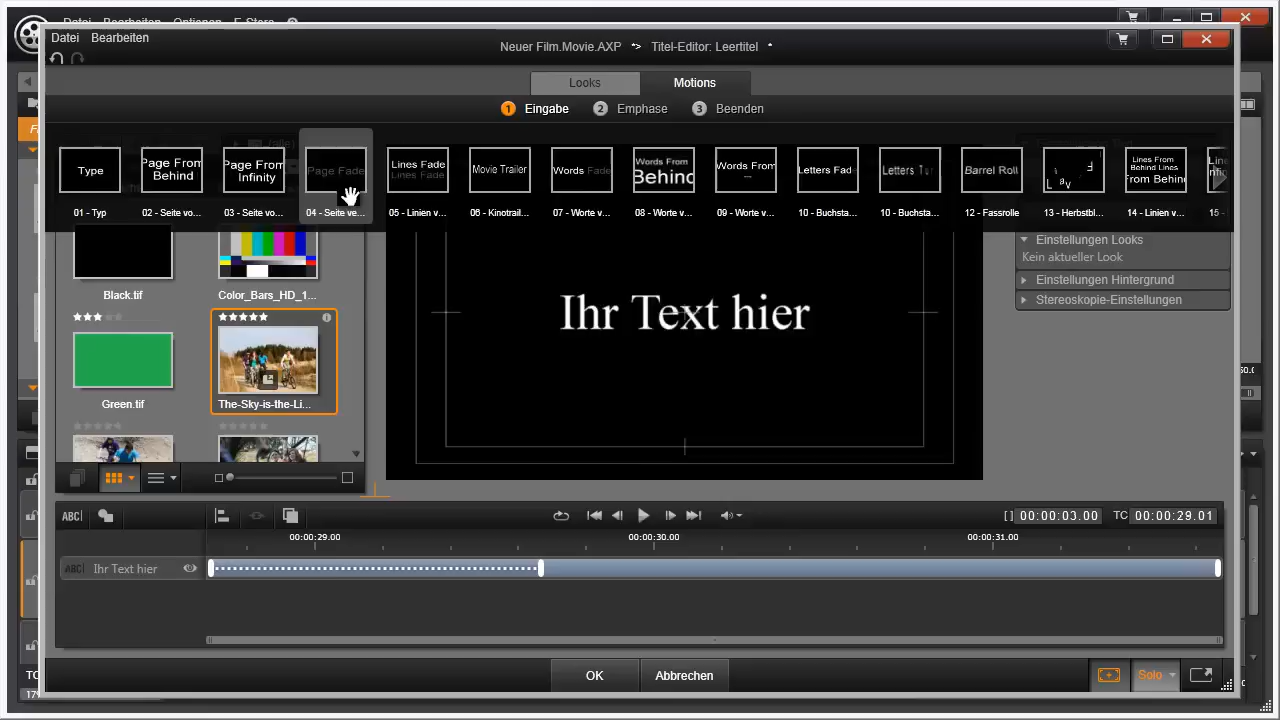 Datei Bearbeiten Optionen E-Store
Datei Bearbeiten
Neuer Film.Movie.AXP Titel-Editor: Leertitel
Looks Motions
1 Eingabe 2 Emphase 3 Beenden
Type
Page From
Behind
Page From
Infinity
Page Fade
Lines Fade
Lines Fade
Movie Trailer
Words Fade
Words From
Behind
Words From
Letters Fad
Letters
Barrel Roll
Lines From
Behind Lines
From Behind
01 - Typ
02 - Seite vo...
03 - Seite vo...
04 - Seite ve...
05 - Linien v...
06 - Kinotrail...
07 - Worte v...
08 - Worte v...
09 - Worte v...
10 - Buchsta...
10 - Buchsta...
12 - Fassrolle
13 - Herbstbl...
14 - Linien v...
15 -
Einstellungen Looks
Kein aktueller Look
Einstellungen Hintergrund
Stereoskopie-Einstellungen
Black.tif
Color_Bars_HD_1...
Green.tif
The-Sky-is-the-Li...
Ihr Text hier
ABC
[] 00:00:03.00 TC 00:00:29.01
00:00:29.00 00:00:30.00 00:00:31.00
ABC Ihr Text hier
OK Abbrechen
Solo
TC